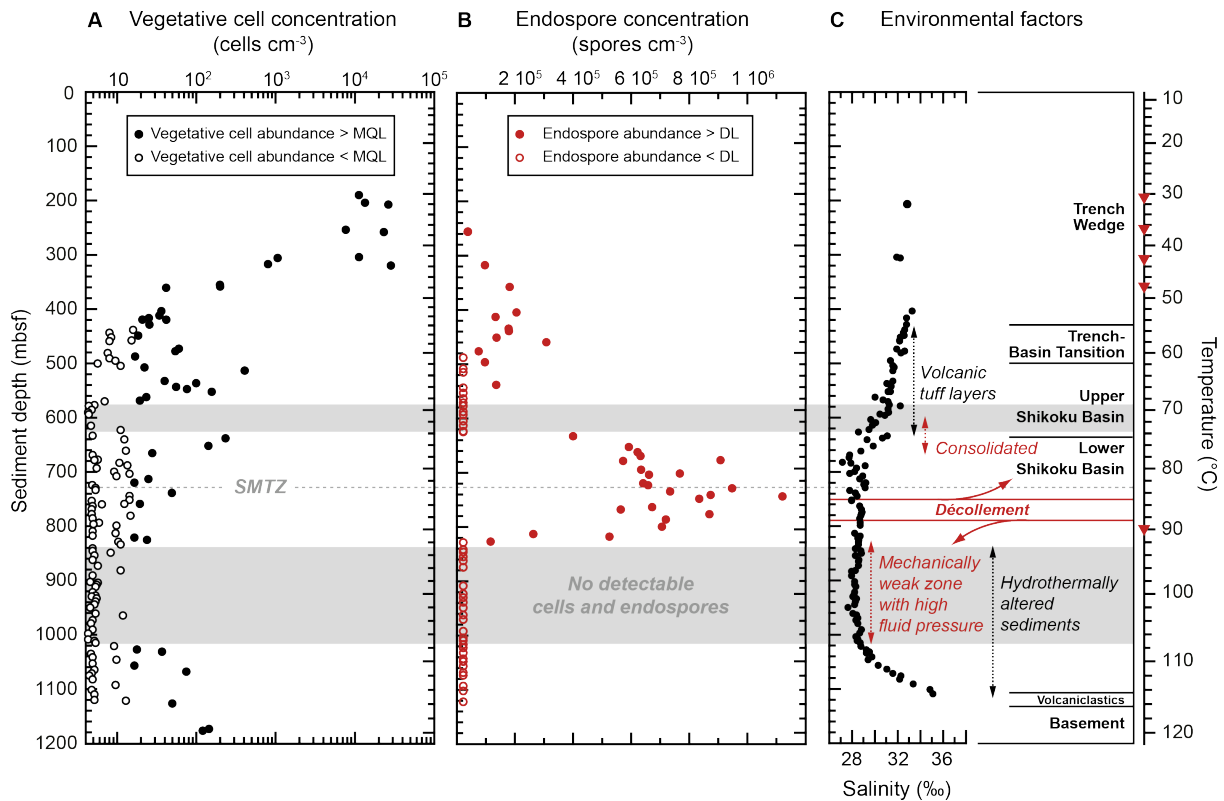 A Vegetative cell concentration
(cells cm-3)
B Endospore concentration
(spores cm-3)
C Environmental factors
10 10² 10³ 10⁴ 10⁵
2 10⁵ 4 10⁵ 6 10⁵ 8 10⁵ 1 10⁶
Vegetative cell abundance > MQL
Vegetative cell abundance < MQL
Endospore abundance > DL
Endospore abundance < DL
Sediment depth (mbsf)
0
100
200
300
400
500
600
700
800
900
1000
1100
1200
SMTZ
No detectable
cells and endospores
Trench
Wedge
Trench-
Basin Tansition
Volcanic
tuff layers
Upper
Shikoku Basin
Consolidated
Lower
Shikoku Basin
Décollement
Mechanically
weak zone
with high
fluid pressure
Hydrothermally
altered
sediments
Volcaniclastics
Basement
28 32 36
Salinity (‰)
10
20
30
40
50
60
70
80
90
100
110
120
Temperature (°C)